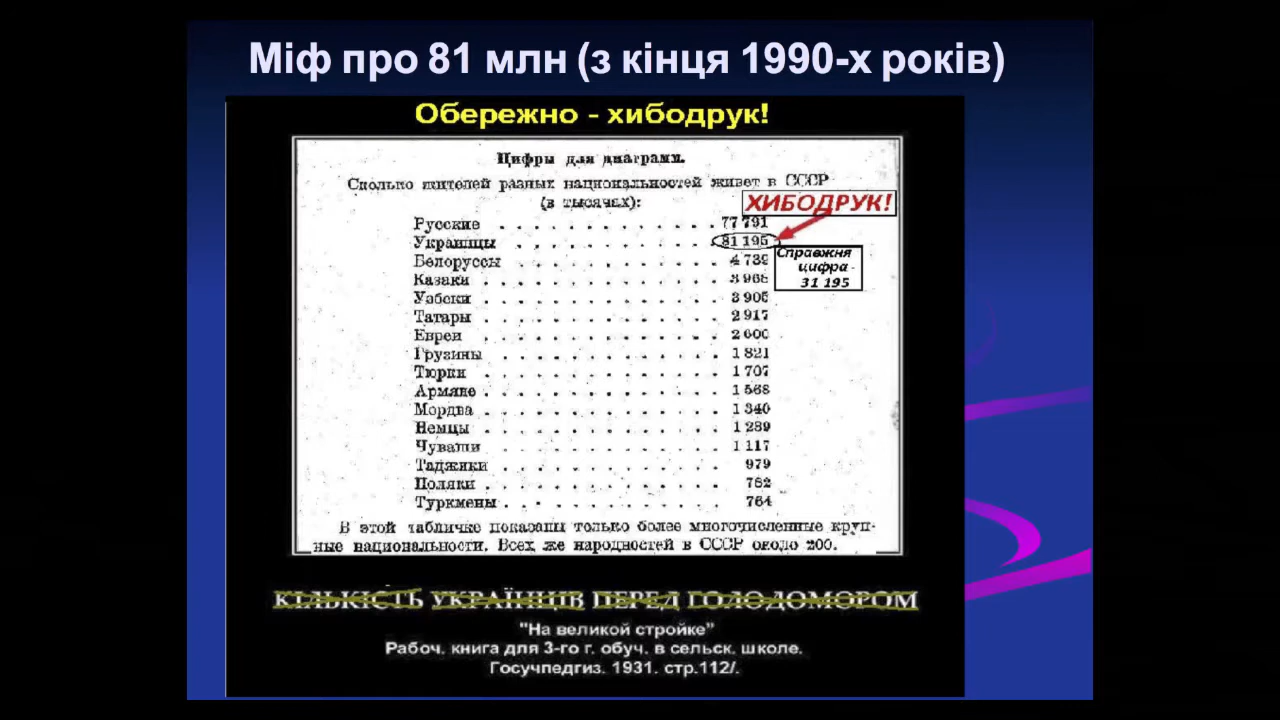 Міф про 81 млн (з кінця 1990-х років)
Обережно - хибодрук!
Цифры для диаграмм.
Сколько жителей разных национальностей живет в СССР
(в тысячах):
ХИБОДРУК!
Русские . . . . . . . . . . . . 77 791
Украинцы . . . . . . . . . . . 81 195
Справжня
цифра -
31 195
Белоруссы . . . . . . . . . . . 4 739
Казаки . . . . . . . . . . . . . 3 968
Узбеки . . . . . . . . . . . . . 3 905
Татары . . . . . . . . . . . . . 2 917
Евреи . . . . . . . . . . . . . 2 600
Грузины . . . . . . . . . . . . 1 821
Тюрки . . . . . . . . . . . . . 1 707
Армяне . . . . . . . . . . . . . 1 568
Мордва . . . . . . . . . . . . . 1 340
Немцы . . . . . . . . . . . . . 1 289
Чуваши . . . . . . . . . . . . 1 117
Таджики . . . . . . . . . . . . 979
Поляки . . . . . . . . . . . . . 782
Туркмены . . . . . . . . . . . 764
В этой табличке показаны только более многочисленные круп-
ные национальности. Всех же народностей в СССР около 200.
КІЛЬКІСТЬ УКРАЇНЦІВ ПЕРЕД ГОЛОДОМОРОМ
"На великой стройке"
Рабоч. книга для 3-го г. обуч. в сельск. школе.
Госучпедгиз. 1931. стр.112/.